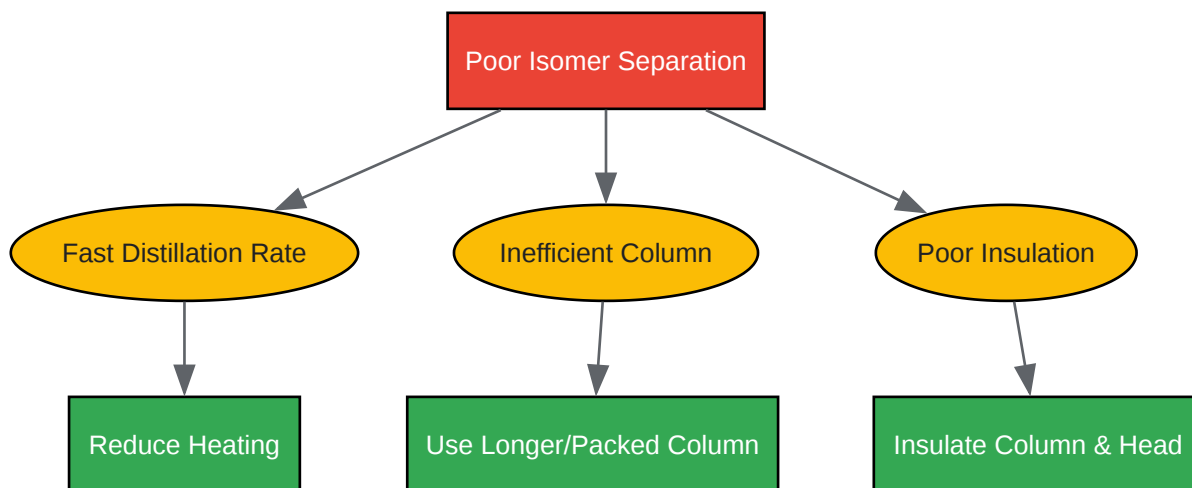 Poor Isomer Separation
Fast Distillation Rate
Inefficient Column
Poor Insulation
Reduce Heating
Use Longer/Packed Column
Insulate Column & Head